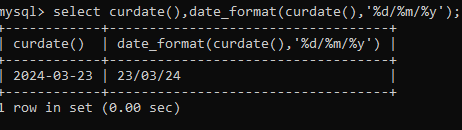 mysql> select curdate(),date_format(curdate(),'%d/%m/%y');
+------------+-----------------------------------+
| curdate()  | date_format(curdate(),'%d/%m/%y') |
+------------+-----------------------------------+
| 2024-03-23 | 23/03/24                          |
+------------+-----------------------------------+
1 row in set (0.00 sec)